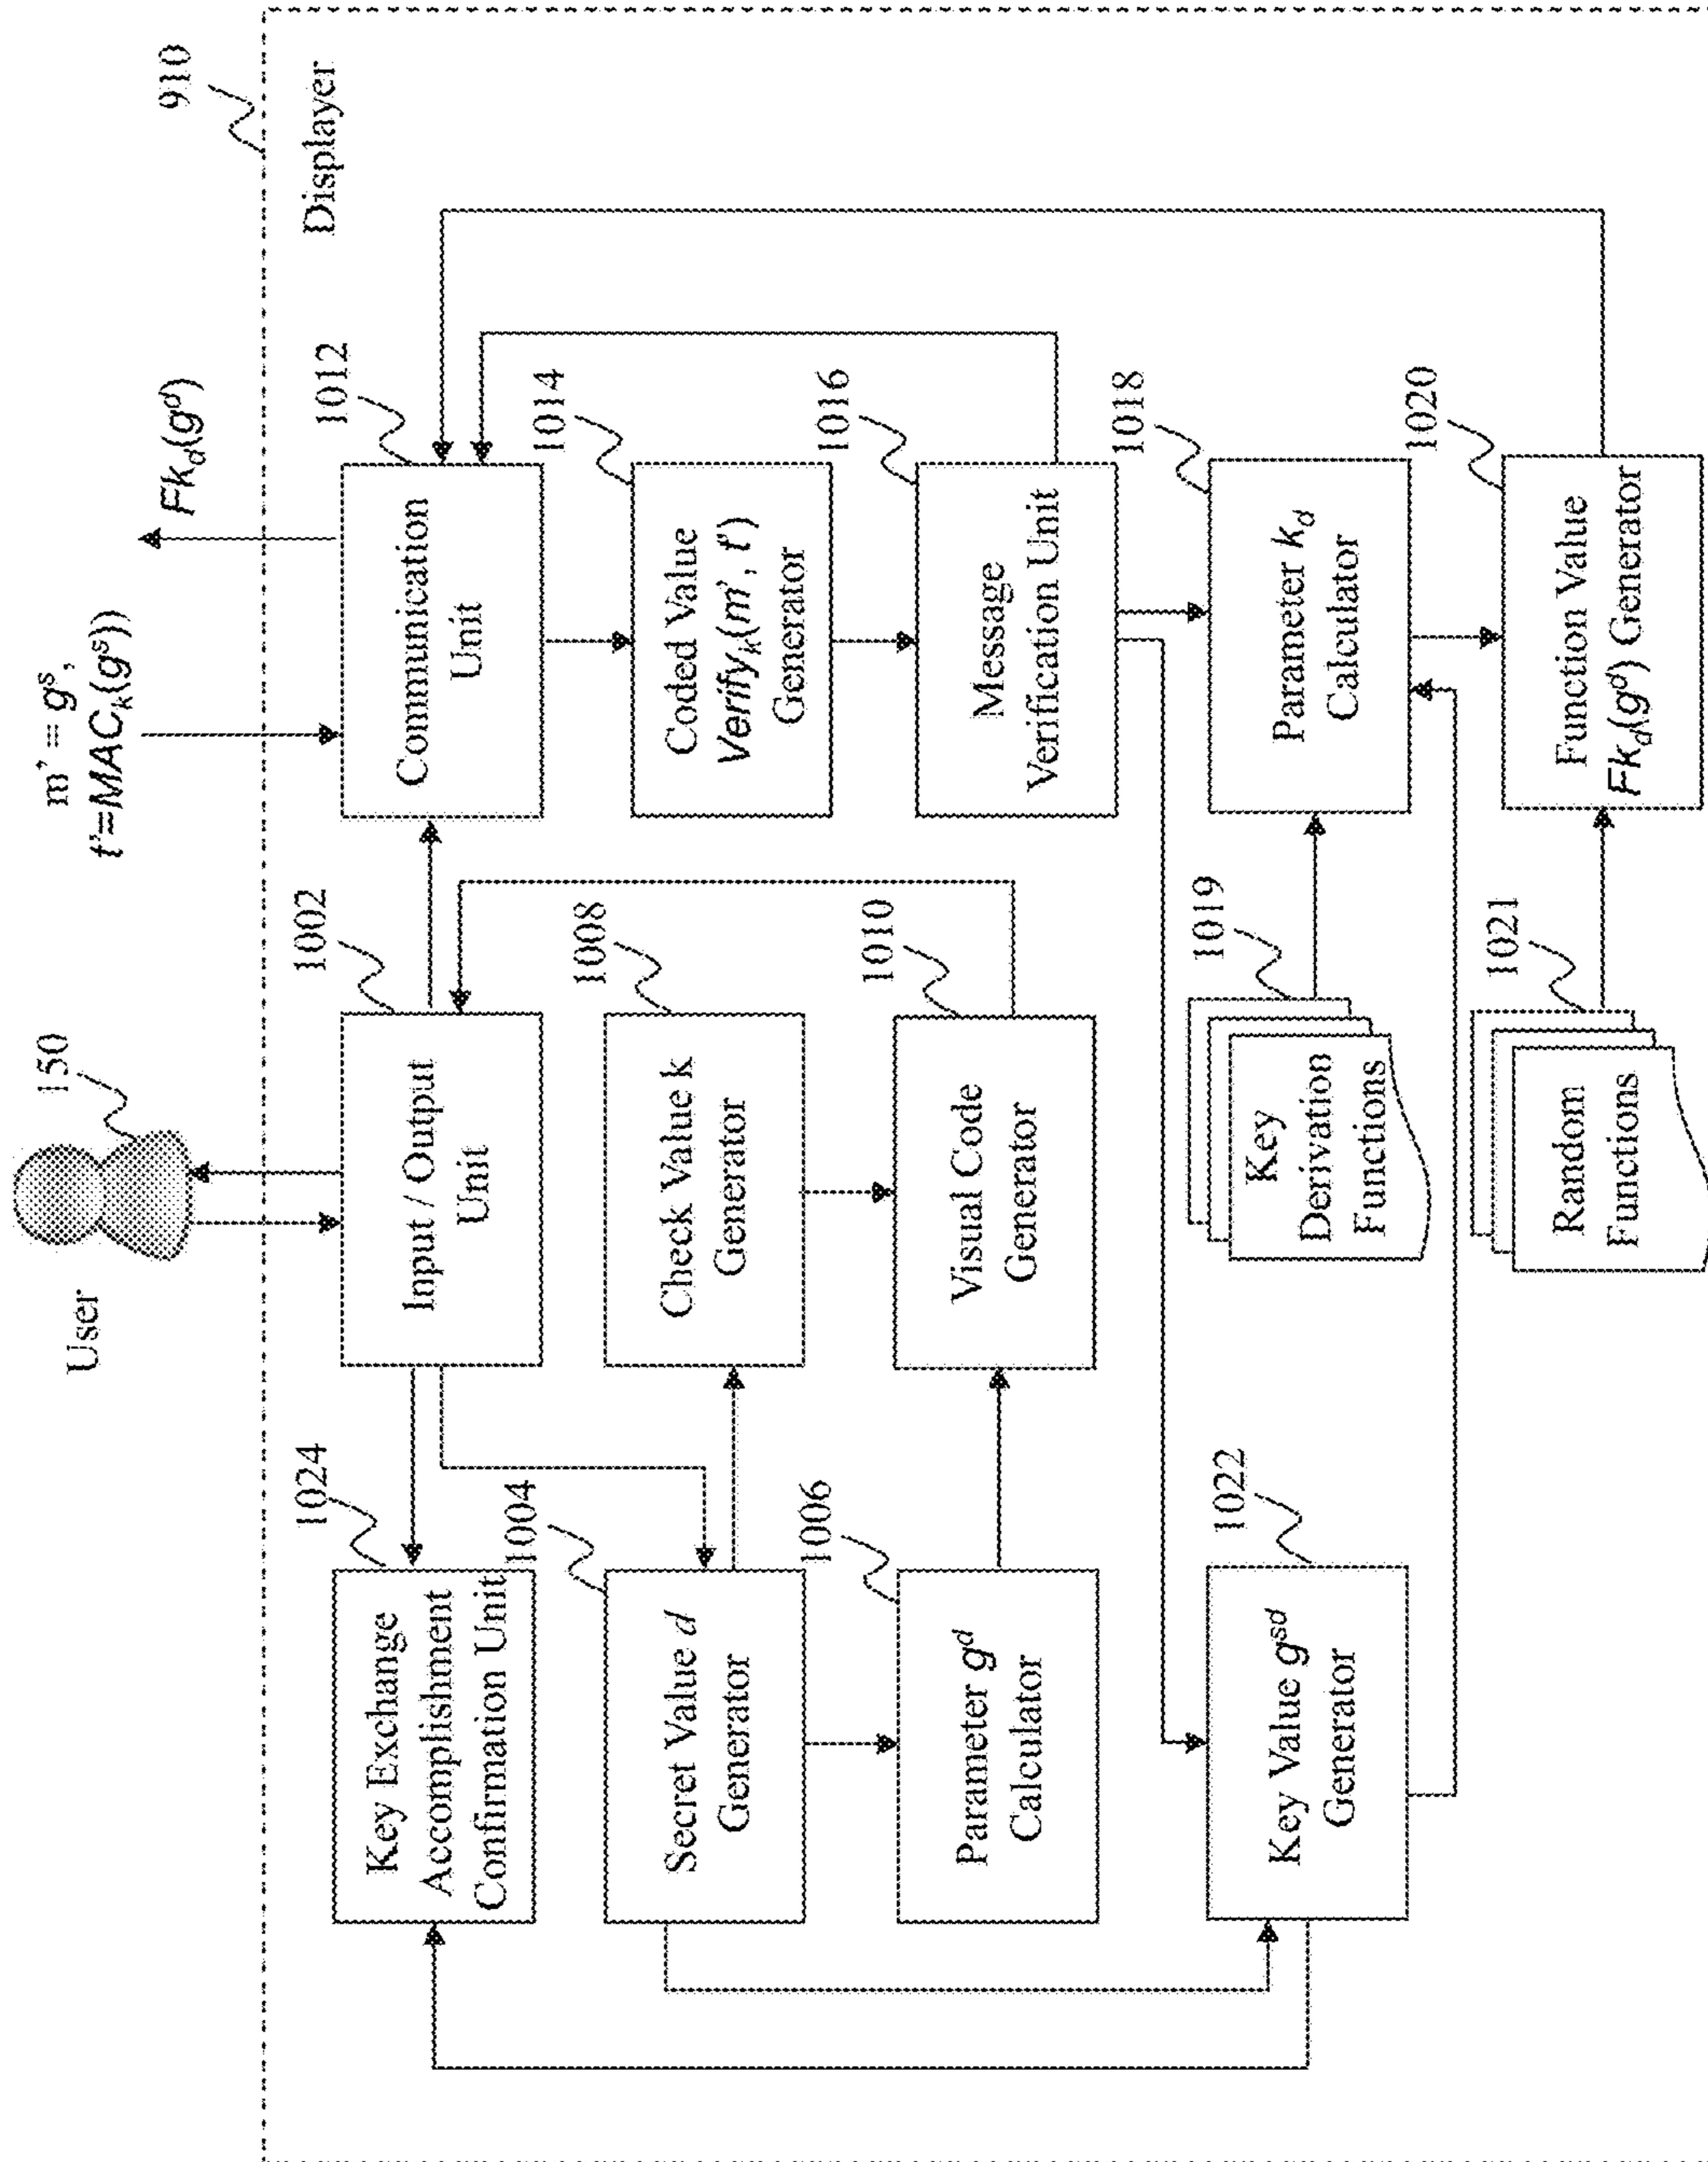 User
150
m' = g^s,
t'=MAC_k(g^s))
Fk_d(g^d)
910
Displayer
1024
Key Exchange
Accomplishment
Confirmation Unit
1002
Input / Output
Unit
1012
Communication
Unit
1004
Secret Value d
Generator
1008
Check Value k
Generator
1014
Coded Value
Verify_k(m', t')
Generator
1006
Parameter g^d
Calculator
1010
Visual Code
Generator
1016
Message
Verification Unit
1022
Key Value g^sd
Generator
1019
Key
Derivation
Functions
1018
Parameter k_d
Calculator
1021
Random
Functions
1020
Function Value
Fk_d(g^d) Generator